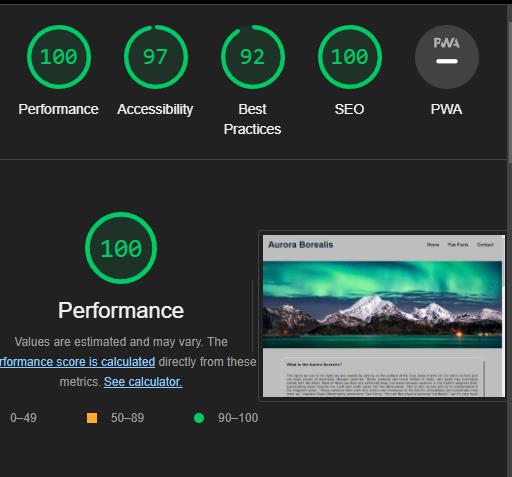 100
97
92
100
PWA
Performance
Accessibility
Best
Practices
SEO
PWA
100
Performance
Values are estimated and may vary. The
rformance score is calculated directly from these
metrics. See calculator.
0–49
50–89
90–100
Aurora Borealis
Home
Fun Facts
Contact
What is the Aurora Borealis?